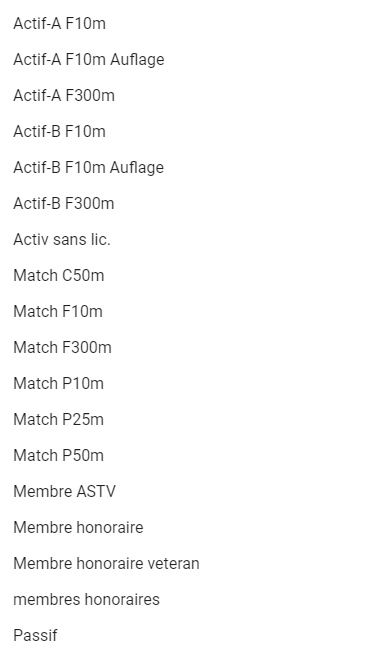 Actif-A F10m
Actif-A F10m Auflage
Actif-A F300m
Actif-B F10m
Actif-B F10m Auflage
Actif-B F300m
Activ sans lic.
Match C50m
Match F10m
Match F300m
Match P10m
Match P25m
Match P50m
Membre ASTV
Membre honoraire
Membre honoraire veteran
membres honoraires
Passif